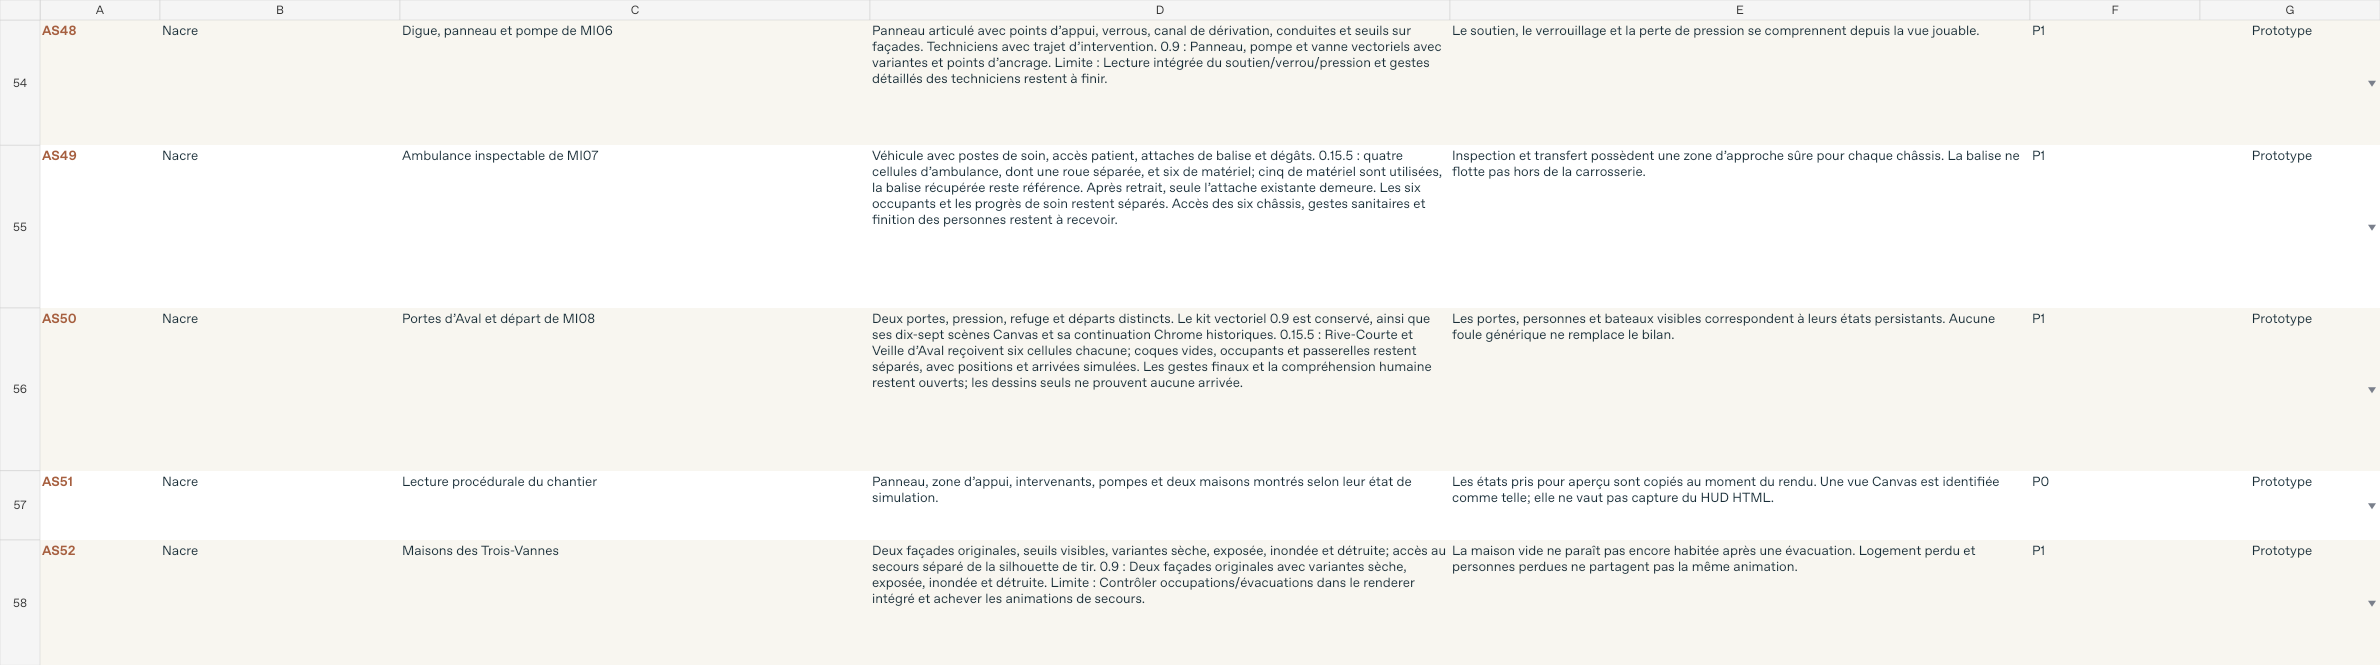 A B C D E F G
54
AS48
Nacre
Digue, panneau et pompe de MI06
Panneau articulé avec points d’appui, verrous, canal de dérivation, conduites et seuils sur
façades. Techniciens avec trajet d’intervention. 0.9 : Panneau, pompe et vanne vectoriels avec
variantes et points d’ancrage. Limite : Lecture intégrée du soutien/verrou/pression et gestes
détaillés des techniciens restent à finir.
Le soutien, le verrouillage et la perte de pression se comprennent depuis la vue jouable.
P1
Prototype
55
AS49
Nacre
Ambulance inspectable de MI07
Véhicule avec postes de soin, accès patient, attaches de balise et dégâts. 0.15.5 : quatre
cellules d’ambulance, dont une roue séparée, et six de matériel; cinq de matériel sont utilisées,
la balise récupérée reste référence. Après retrait, seule l’attache existante demeure. Les six
occupants et les progrès de soin restent séparés. Accès des six châssis, gestes sanitaires et
finition des personnes restent à recevoir.
Inspection et transfert possèdent une zone d’approche sûre pour chaque châssis. La balise ne
flotte pas hors de la carrosserie.
P1
Prototype
56
AS50
Nacre
Portes d’Aval et départ de MI08
Deux portes, pression, refuge et départs distincts. Le kit vectoriel 0.9 est conservé, ainsi que
ses dix-sept scènes Canvas et sa continuation Chrome historiques. 0.15.5 : Rive-Courte et
Veille d’Aval reçoivent six cellules chacune; coques vides, occupants et passerelles restent
séparés, avec positions et arrivées simulées. Les gestes finaux et la compréhension humaine
restent ouverts; les dessins seuls ne prouvent aucune arrivée.
Les portes, personnes et bateaux visibles correspondent à leurs états persistants. Aucune
foule générique ne remplace le bilan.
P1
Prototype
57
AS51
Nacre
Lecture procédurale du chantier
Panneau, zone d’appui, intervenants, pompes et deux maisons montrés selon leur état de
simulation.
Les états pris pour aperçu sont copiés au moment du rendu. Une vue Canvas est identifiée
comme telle; elle ne vaut pas capture du HUD HTML.
P0
Prototype
58
AS52
Nacre
Maisons des Trois-Vannes
Deux façades originales, seuils visibles, variantes sèche, exposée, inondée et détruite; accès au
secours séparé de la silhouette de tir. 0.9 : Deux façades originales avec variantes sèche,
exposée, inondée et détruite. Limite : Contrôler occupations/évacuations dans le renderer
intégré et achever les animations de secours.
La maison vide ne paraît pas encore habitée après une évacuation. Logement perdu et
personnes perdues ne partagent pas la même animation.
P1
Prototype